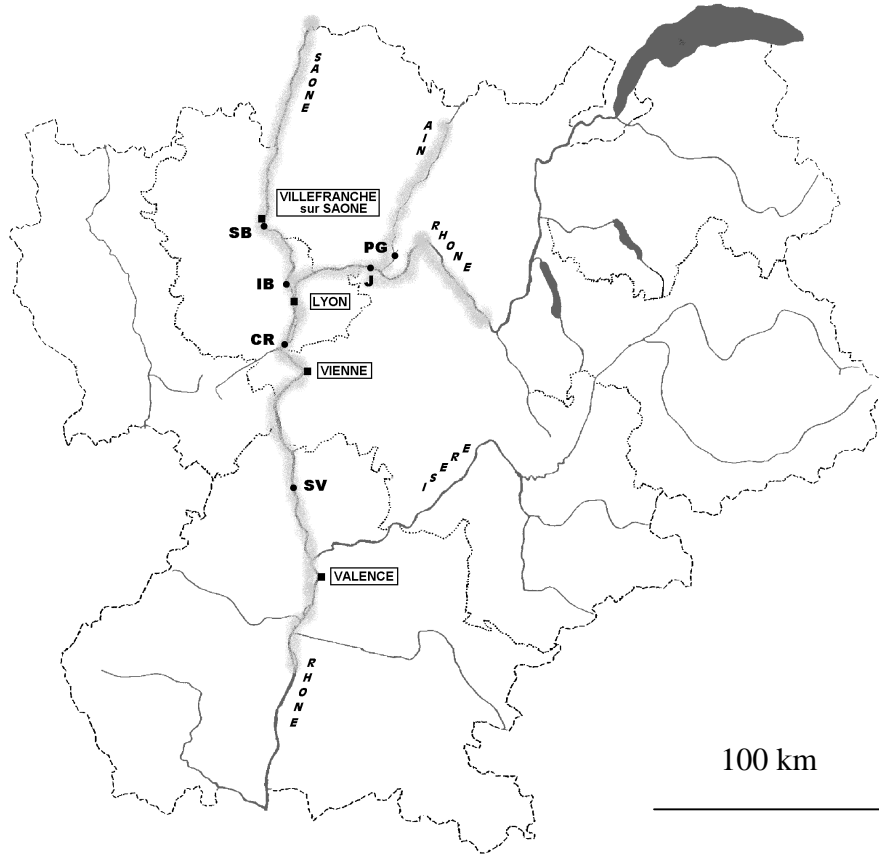 SAONE
AIN
VILLEFRANCHE
sur SAONE
SB
PG
RHONE
J
IB
LYON
CR
VIENNE
ISERE
SV
VALENCE
RHONE
100 km